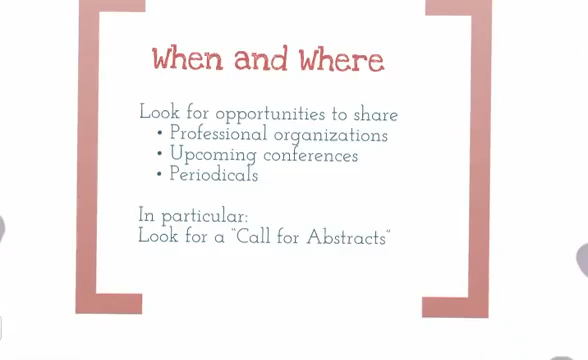 When and Where
Look for opportunities to share
• Professional organizations
• Upcoming conferences
• Periodicals
In particular:
Look for a "Call for Abstracts"